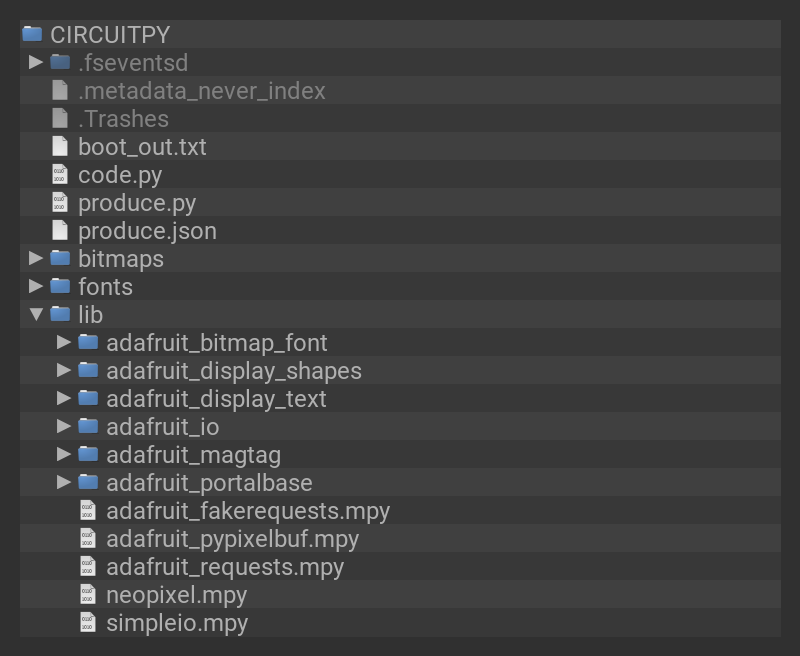 CIRCUITPY
.fseventsd
.metadata_never_index
.Trashes
boot_out.txt
code.py
produce.py
produce.json
bitmaps
fonts
lib
adafruit_bitmap_font
adafruit_display_shapes
adafruit_display_text
adafruit_io
adafruit_magtag
adafruit_portalbase
adafruit_fakerequests.mpy
adafruit_pypixelbuf.mpy
adafruit_requests.mpy
neopixel.mpy
simpleio.mpy